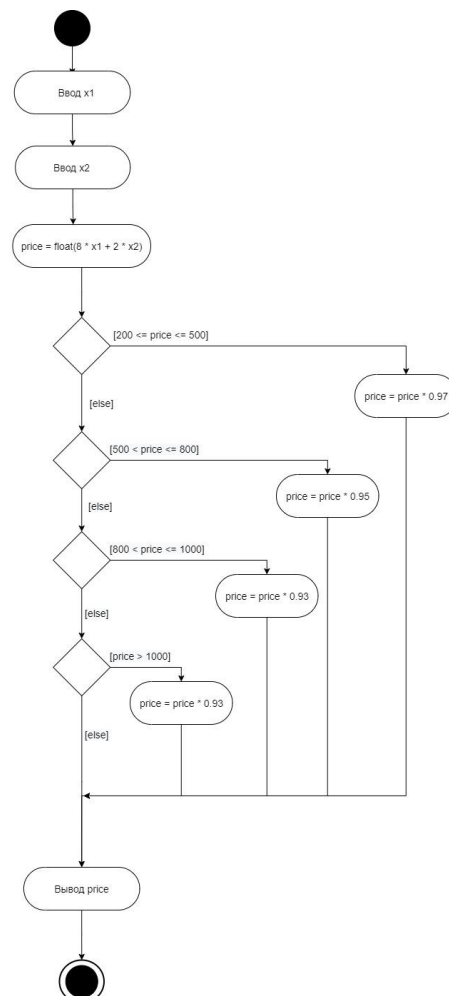 Ввод x1
Ввод x2
price = float(8 * x1 + 2 * x2)
[200 <= price <= 500]
price = price * 0.97
[else]
[500 < price <= 800]
price = price * 0.95
[else]
[800 < price <= 1000]
price = price * 0.93
[else]
[price > 1000]
price = price * 0.93
[else]
Вывод price